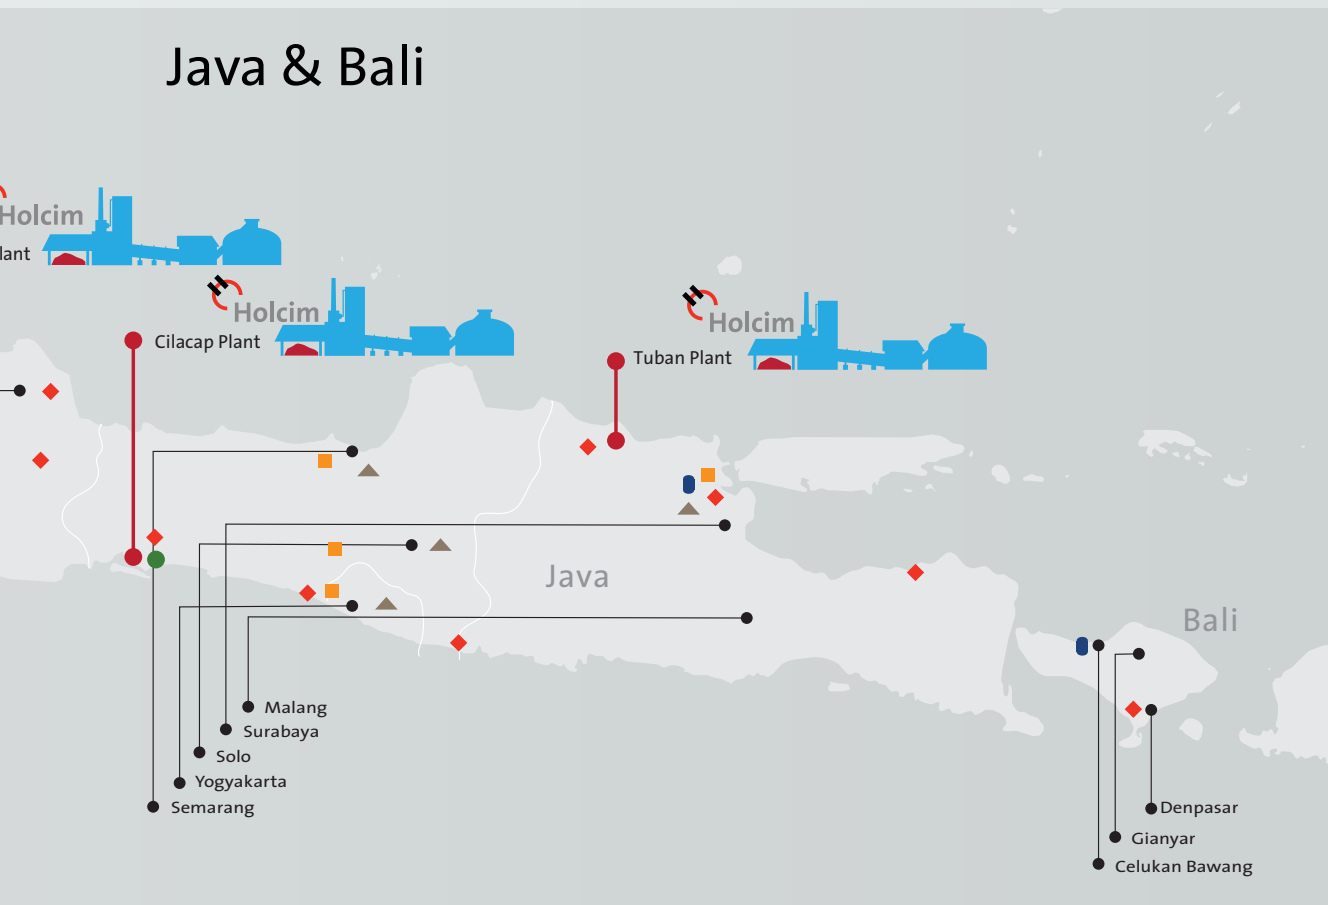 Java & Bali
Holcim
lant
Holcim
Cilacap Plant
Holcim
Tuban Plant
Java
Bali
Malang
Surabaya
Solo
Yogyakarta
Semarang
Denpasar
Gianyar
Celukan Bawang